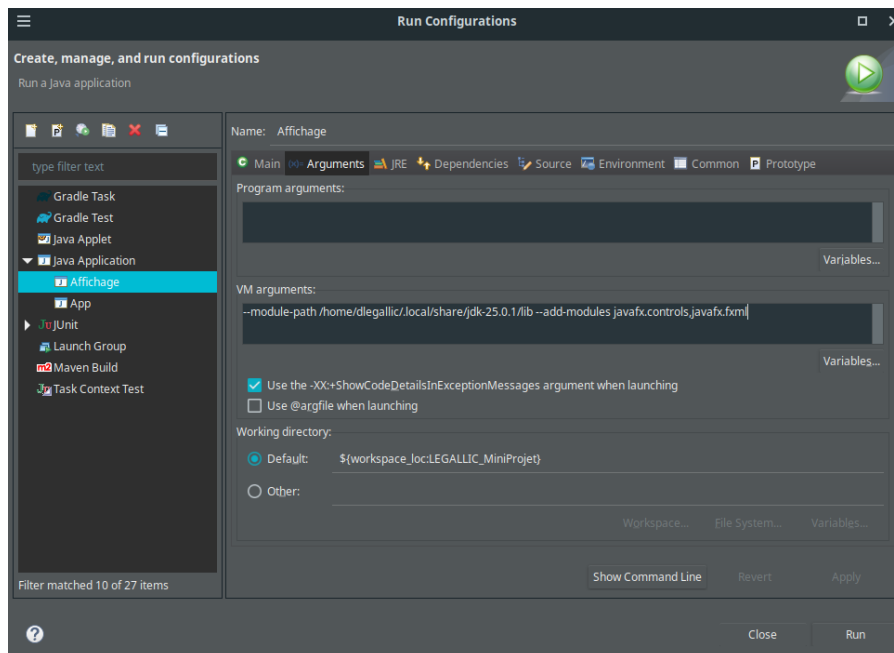 Run Configurations
Create, manage, and run configurations
Run a Java application
Name: Affichage
type filter text
Gradle Task
Gradle Test
Java Applet
Java Application
Affichage
App
JUnit
Launch Group
Maven Build
Task Context Test
Filter matched 10 of 27 items
Main Arguments JRE Dependencies Source Environment Common Prototype
Program arguments:
Variables...
VM arguments:
--module-path /home/dlegallic/.local/share/jdk-25.0.1/lib --add-modules javafx.controls,javafx.fxml
Variables...
Use the -XX:+ShowCodeDetailsInExceptionMessages argument when launching
Use @argfile when launching
Working directory:
Default: ${workspace_loc:LEGALLIC_MiniProjet}
Other:
Workspace... File System... Variables...
Show Command Line Revert Apply
Close Run